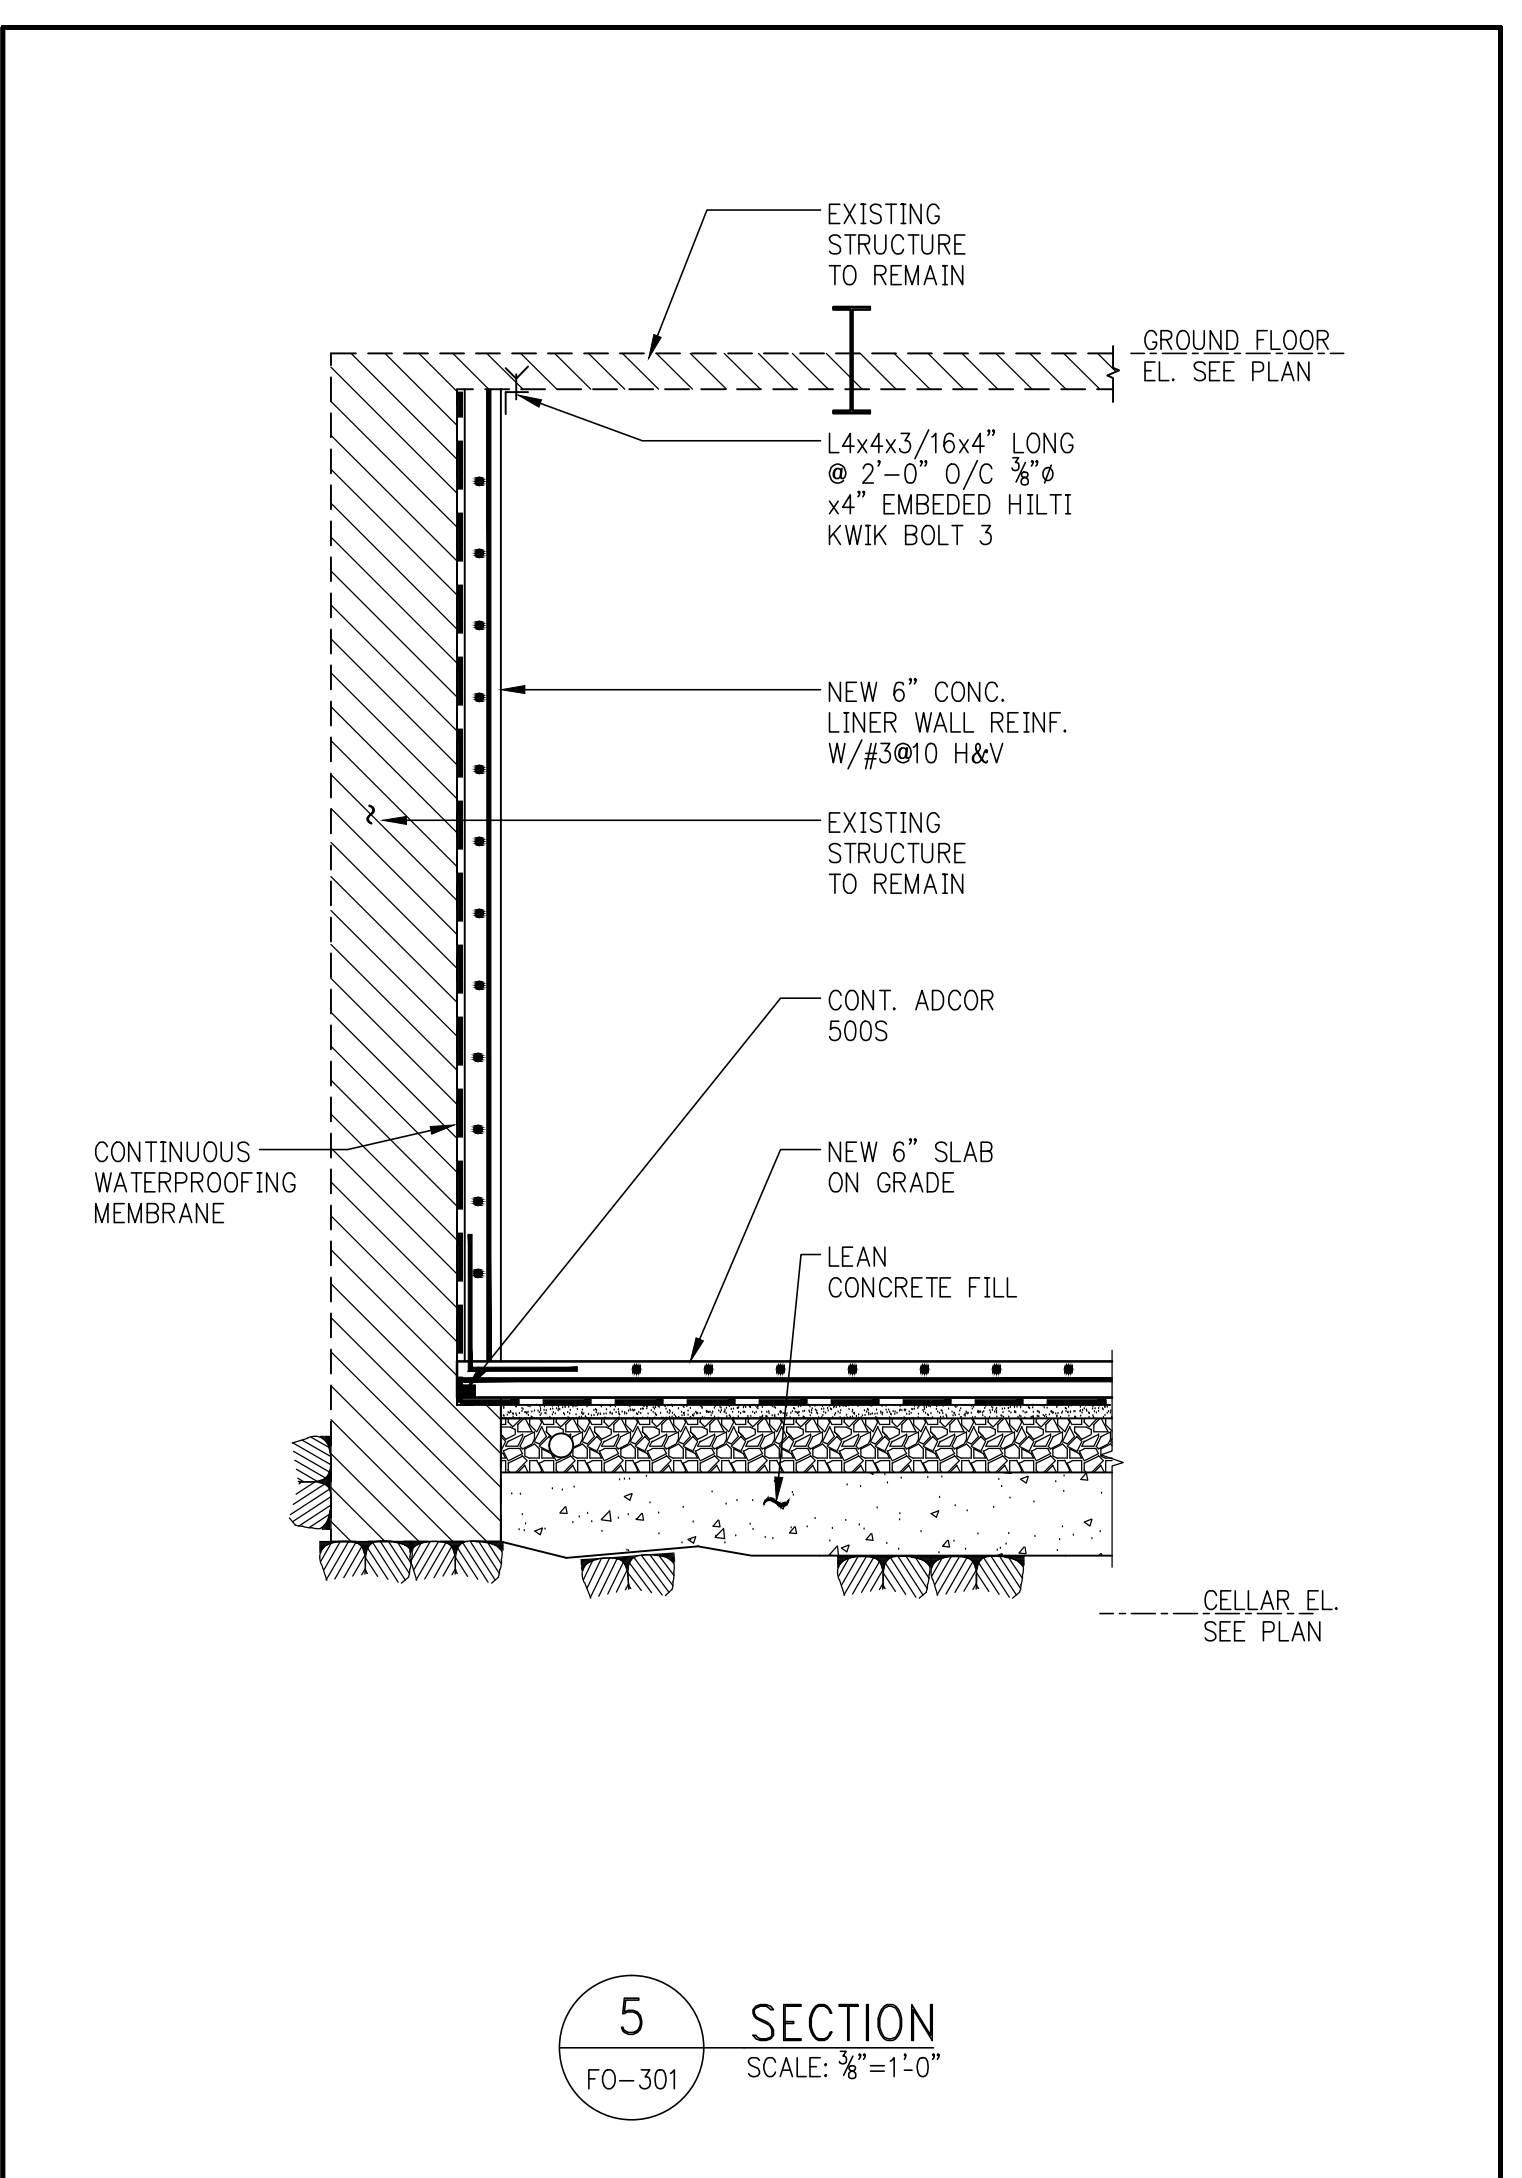 EXISTING
STRUCTURE
TO REMAIN
GROUND FLOOR
EL. SEE PLAN
L4x4x3/16x4" LONG
@ 2'-0" O/C 3/8"ø
x4" EMBEDED HILTI
KWIK BOLT 3
NEW 6" CONC.
LINER WALL REINF.
W/#3@10 H&V
EXISTING
STRUCTURE
TO REMAIN
CONT. ADCOR
500S
CONTINUOUS
WATERPROOFING
MEMBRANE
NEW 6" SLAB
ON GRADE
LEAN
CONCRETE FILL
CELLAR EL.
SEE PLAN
5
FO-301
SECTION
SCALE: 3/8"=1'-0"